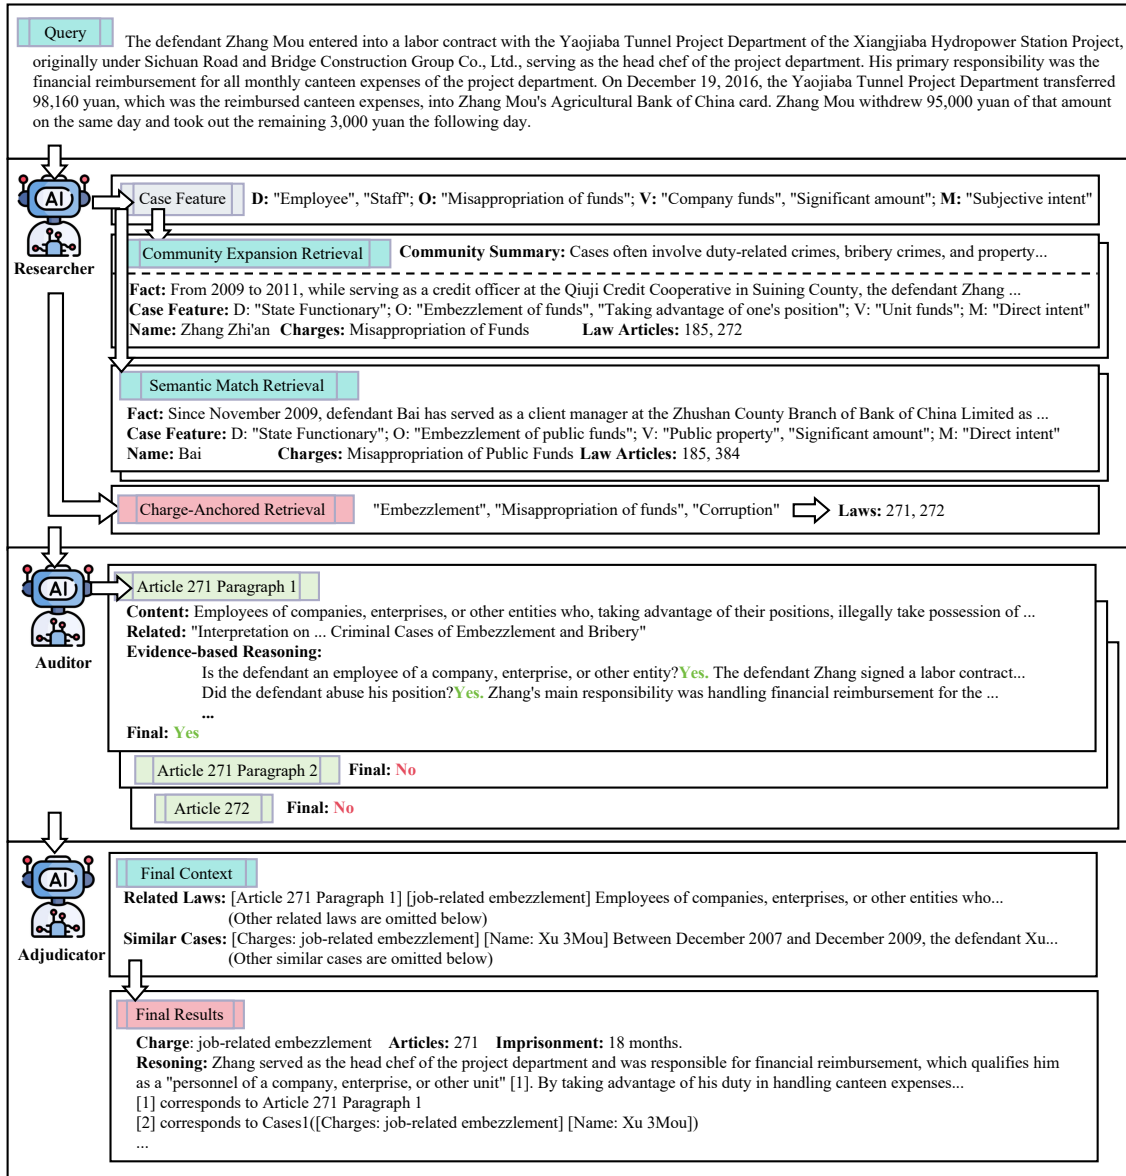 Query
The defendant Zhang Mou entered into a labor contract with the Yaojiaba Tunnel Project Department of the Xiangjiaba Hydropower Station Project,
originally under Sichuan Road and Bridge Construction Group Co., Ltd., serving as the head chef of the project department. His primary responsibility was the
financial reimbursement for all monthly canteen expenses of the project department. On December 19, 2016, the Yaojiaba Tunnel Project Department transferred
98,160 yuan, which was the reimbursed canteen expenses, into Zhang Mou's Agricultural Bank of China card. Zhang Mou withdrew 95,000 yuan of that amount
on the same day and took out the remaining 3,000 yuan the following day.
AI
Researcher
Case Feature
D: "Employee", "Staff"; O: "Misappropriation of funds"; V: "Company funds", "Significant amount"; M: "Subjective intent"
Community Expansion Retrieval
Community Summary: Cases often involve duty-related crimes, bribery crimes, and property...
Fact: From 2009 to 2011, while serving as a credit officer at the Qiuji Credit Cooperative in Suining County, the defendant Zhang ...
Case Feature: D: "State Functionary"; O: "Embezzlement of funds", "Taking advantage of one's position"; V: "Unit funds"; M: "Direct intent"
Name: Zhang Zhi'an Charges: Misappropriation of Funds Law Articles: 185, 272
Semantic Match Retrieval
Fact: Since November 2009, defendant Bai has served as a client manager at the Zhushan County Branch of Bank of China Limited as ...
Case Feature: D: "State Functionary"; O: "Embezzlement of public funds"; V: "Public property", "Significant amount"; M: "Direct intent"
Name: Bai Charges: Misappropriation of Public Funds Law Articles: 185, 384
Charge-Anchored Retrieval
"Embezzlement", "Misappropriation of funds", "Corruption"
Laws: 271, 272
AI
Auditor
Article 271 Paragraph 1
Content: Employees of companies, enterprises, or other entities who, taking advantage of their positions, illegally take possession of ...
Related: "Interpretation on ... Criminal Cases of Embezzlement and Bribery"
Evidence-based Reasoning:
Is the defendant an employee of a company, enterprise, or other entity?Yes. The defendant Zhang signed a labor contract...
Did the defendant abuse his position?Yes. Zhang's main responsibility was handling financial reimbursement for the ...
...
Final: Yes
Article 271 Paragraph 2
Final: No
Article 272
Final: No
AI
Adjudicator
Final Context
Related Laws: [Article 271 Paragraph 1] [job-related embezzlement] Employees of companies, enterprises, or other entities who...
(Other related laws are omitted below)
Similar Cases: [Charges: job-related embezzlement] [Name: Xu 3Mou] Between December 2007 and December 2009, the defendant Xu...
(Other similar cases are omitted below)
Final Results
Charge: job-related embezzlement Articles: 271 Imprisonment: 18 months.
Resoning: Zhang served as the head chef of the project department and was responsible for financial reimbursement, which qualifies him
as a "personnel of a company, enterprise, or other unit" [1]. By taking advantage of his duty in handling canteen expenses...
[1] corresponds to Article 271 Paragraph 1
[2] corresponds to Cases1([Charges: job-related embezzlement] [Name: Xu 3Mou])
...